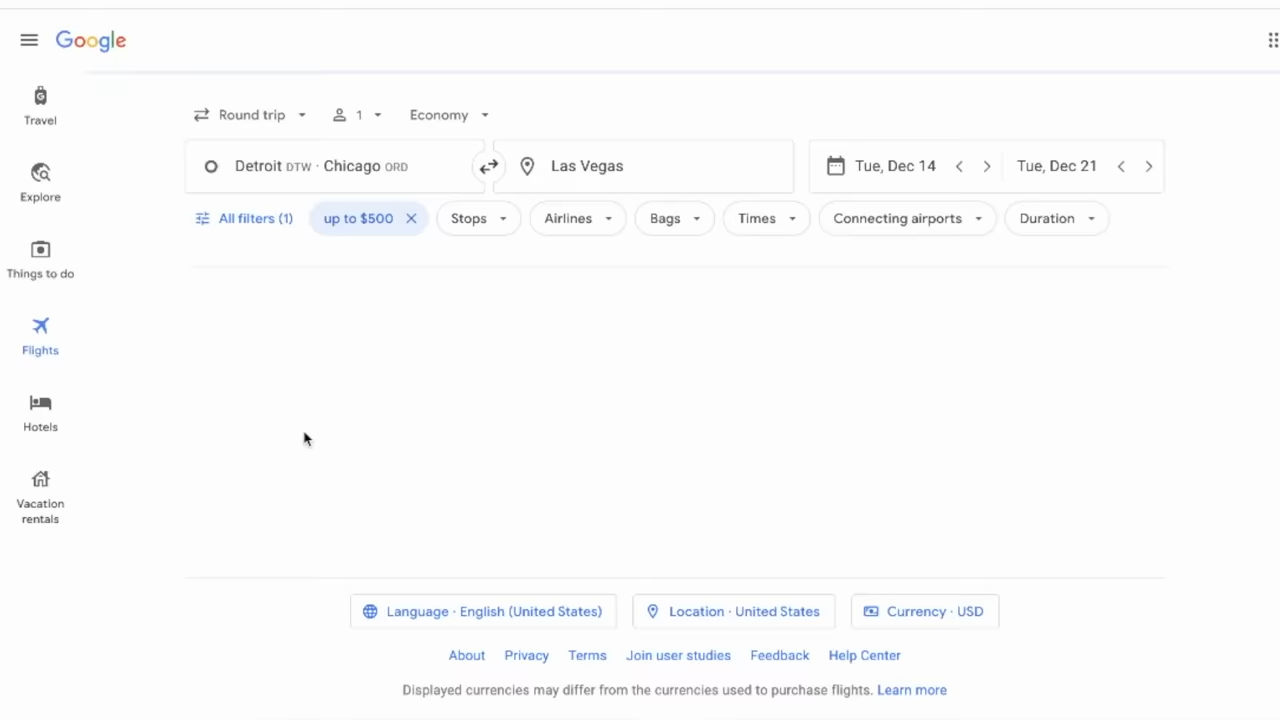 Google
Travel
Explore
Things to do
Flights
Hotels
Vacation
rentals
Round trip 1 Economy
Detroit DTW · Chicago ORD Las Vegas Tue, Dec 14 Tue, Dec 21
All filters (1) up to $500 Stops Airlines Bags Times Connecting airports Duration
Language · English (United States) Location · United States Currency · USD
About Privacy Terms Join user studies Feedback Help Center
Displayed currencies may differ from the currencies used to purchase flights. Learn more